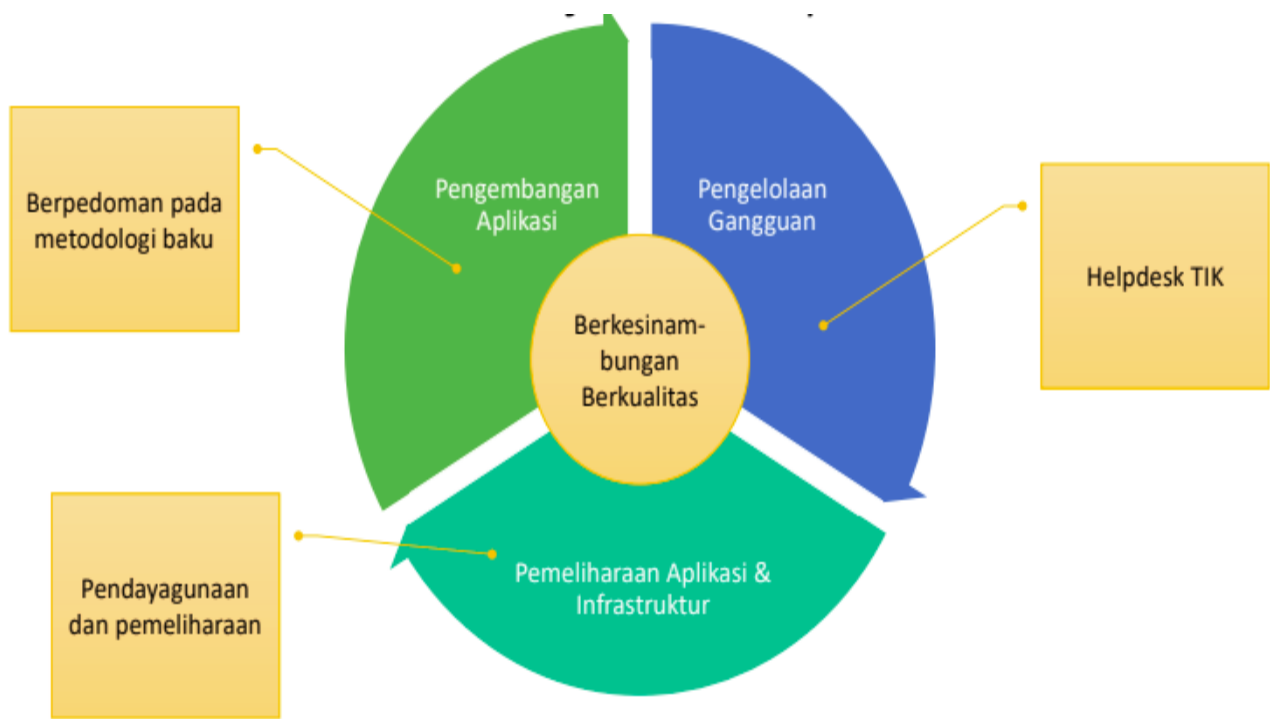 Berpedoman pada
metodologi baku
Pengembangan
Aplikasi
Pengelolaan
Gangguan
Helpdesk TIK
Berkesinam-
bungan
Berkualitas
Pendayagunaan
dan pemeliharaan
Pemeliharaan Aplikasi &
Infrastruktur